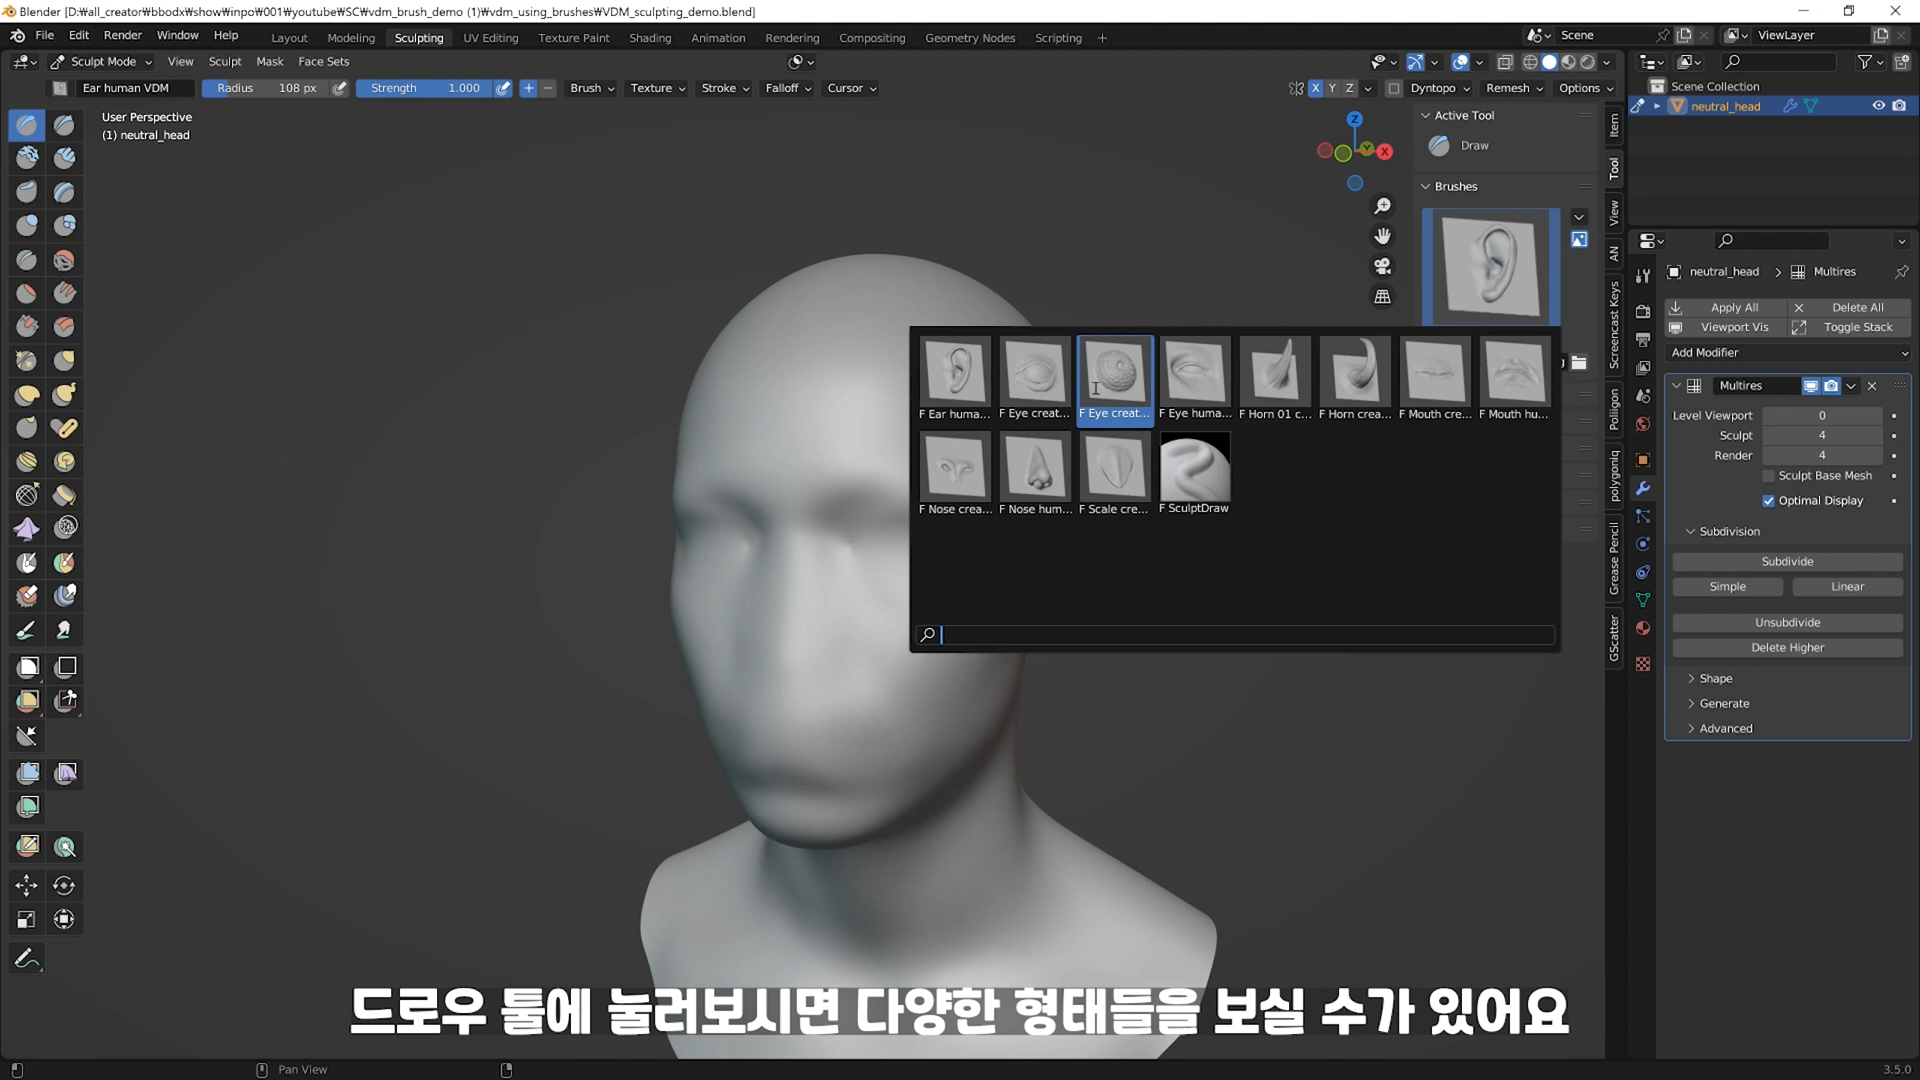 Blender [D:₩all_creator₩bbodx₩show₩inpo₩001₩youtube₩SC₩vdm_brush_demo (1)₩vdm_using_brushes₩VDM_sculpting_demo.blend]
File Edit Render Window Help
Layout Modeling Sculpting UV Editing Texture Paint Shading Animation Rendering Compositing Geometry Nodes Scripting +
Scene
ViewLayer
Sculpt Mode View Sculpt Mask Face Sets
Scene Collection
neutral_head
Ear human VDM Radius 108 px Strength 1.000 Brush Texture Stroke Falloff Cursor
X Y Z Dyntopo Remesh Options
User Perspective
(1) neutral_head
Z
Y
X
Active Tool
Draw
Brushes
Item
Tool
View
AN
Screencast Keys
Poliigon
polygoniq
Grease Pencil
GScatter
F Ear huma... F Eye creat... F Eye creat... F Eye huma... F Horn 01 c... F Horn crea... F Mouth cre... F Mouth hu...
F Nose crea... F Nose hum... F Scale cre... F SculptDraw
neutral_head > Multires
Apply All Delete All
Viewport Vis Toggle Stack
Add Modifier
Multires
Level Viewport 0
Sculpt 4
Render 4
Sculpt Base Mesh
Optimal Display
Subdivision
Subdivide
Simple Linear
Unsubdivide
Delete Higher
Shape
Generate
Advanced
드로우 툴에 눌러보시면 다양한 형태들을 보실 수가 있어요
Pan View
3.5.0